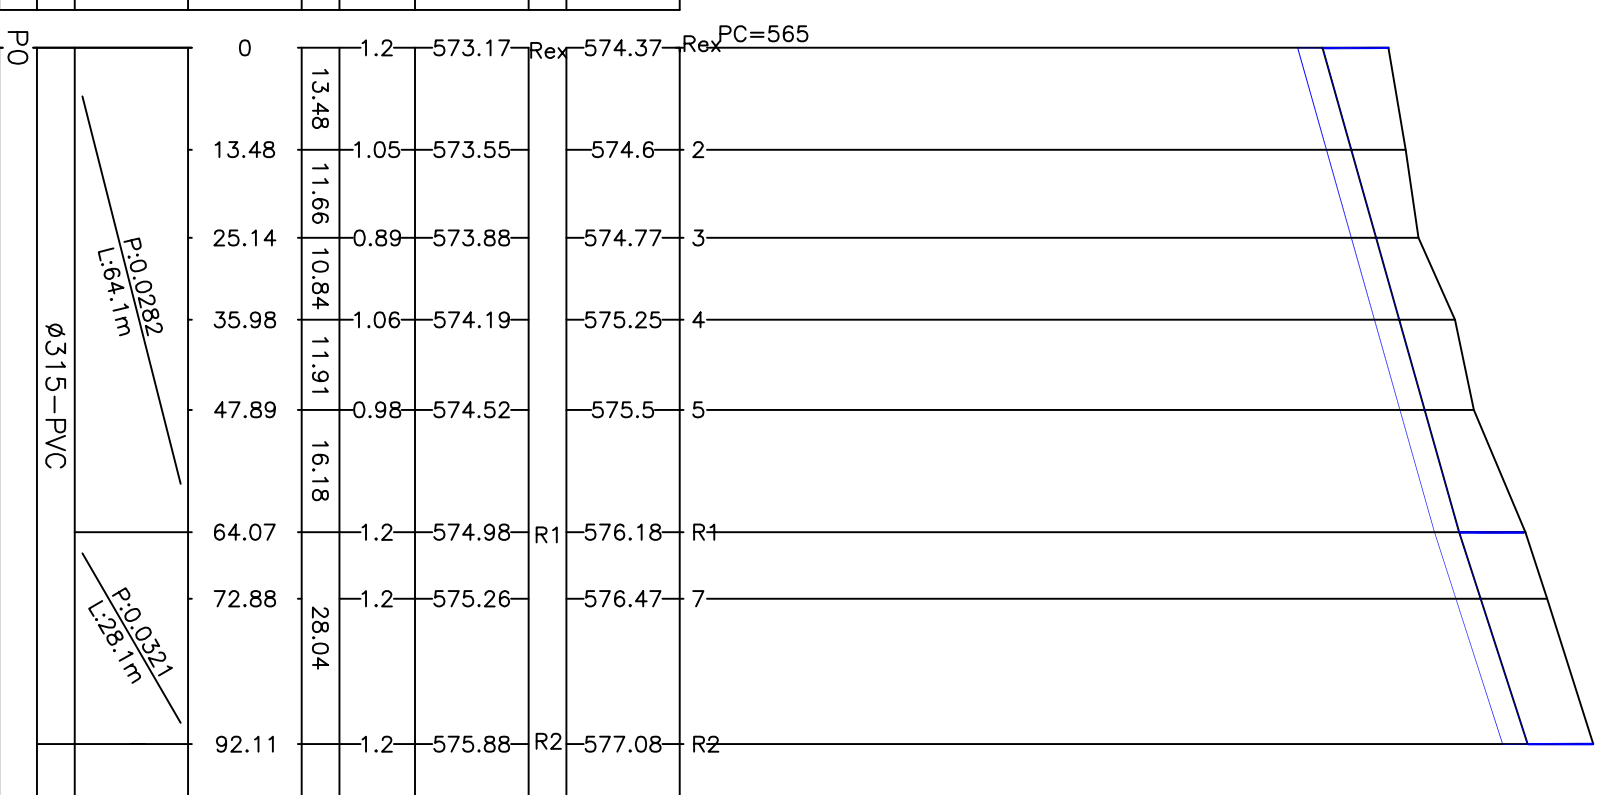 PC=565
PO
0 1.2 573.17 Rex 574.37 Rex
13.48
13.48 1.05 573.55 574.6 2
11.66
25.14 0.89 573.88 574.77 3
10.84
P:0.0282
L:64.1m
35.98 1.06 574.19 575.25 4
11.91
ø315-PVC
47.89 0.98 574.52 575.5 5
16.18
64.07 1.2 574.98 R1 576.18 R1
72.88 1.2 575.26 576.47 7
28.04
P:0.0321
L:28.1m
92.11 1.2 575.88 R2 577.08 R2